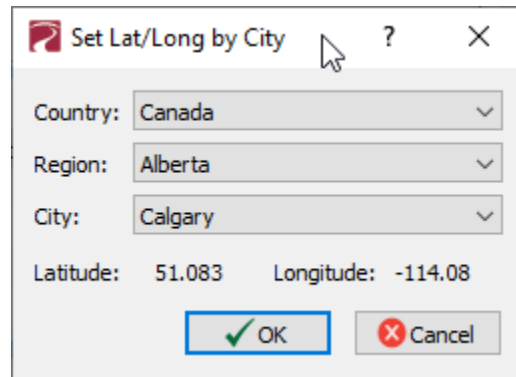 Set Lat/Long by City ?
Country: Canada
Region: Alberta
City: Calgary
Latitude: 51.083 Longitude: -114.08
OK Cancel